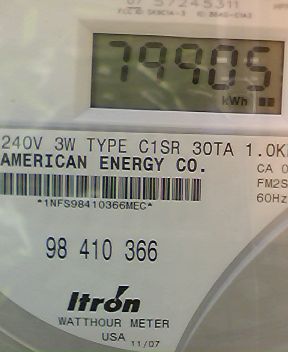 57245311
79905
kWh
240V 3W TYPE C1SR 30TA 1.0K
AMERICAN ENERGY CO.
CA 0
*1NFS98410366MEC*
FM2S
60Hz
98 410 366
Itron
WATTHOUR METER
USA 11/07